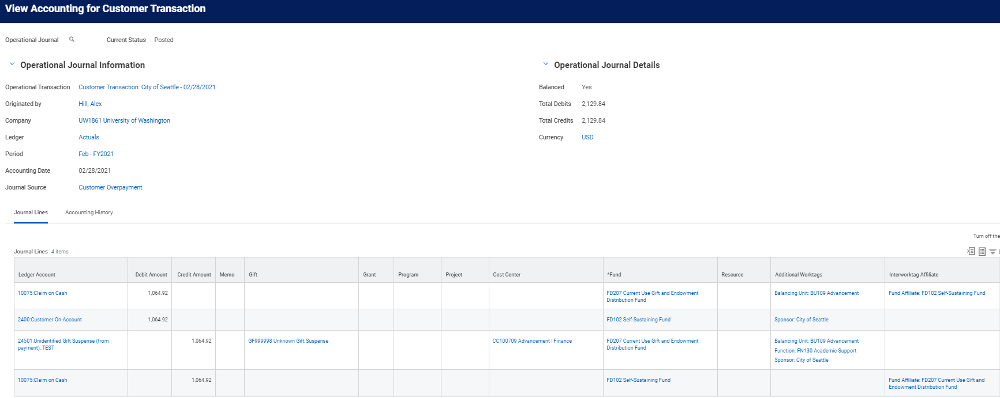 View Accounting for Customer Transaction
Operational Journal Current Status Posted
Operational Journal Information
Operational Transaction Customer Transaction: City of Seattle - 02/28/2021
Originated by Hill, Alex
Company UW1861 University of Washington
Ledger Actuals
Period Feb - FY2021
Accounting Date 02/28/2021
Journal Source Customer Overpayment
Operational Journal Details
Balanced Yes
Total Debits 2,129.84
Total Credits 2,129.84
Currency USD
Journal Lines Accounting History
Turn off the
Journal Lines 4 items
Ledger Account Debit Amount Credit Amount Memo Gift Grant Program Project Cost Center *Fund Resource Additional Worktags Interworktag Affiliate
10075:Claim on Cash 1,064.92 FD207 Current Use Gift and Endowment Balancing Unit: BU109 Advancement Fund Affiliate: FD102 Self-Sustaining Fund
Distribution Fund
2400:Customer On-Account 1,064.92 FD102 Self-Sustaining Fund Sponsor: City of Seattle
24501:Unidentified Gift Suspense (from 1,064.92 GF999998 Unknown Gift Suspense CC100709 Advancement | Finance FD207 Current Use Gift and Endowment Balancing Unit: BU109 Advancement
payment)_TEST Distribution Fund Function: FN130 Academic Support
Sponsor: City of Seattle
10075:Claim on Cash 1,064.92 FD102 Self-Sustaining Fund Fund Affiliate: FD207 Current Use Gift and
Endowment Distribution Fund